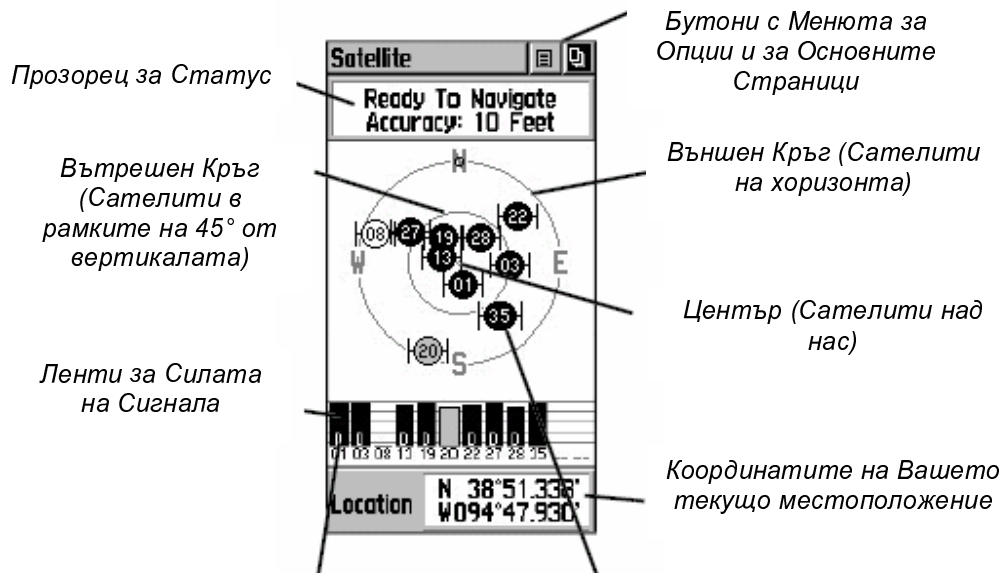 Бутони с Менюта за
Опции и за Основните
Страници
Прозорец за Статус
Satellite
Ready To Navigate
Accuracy: 10 Feet
Вътрешен Кръг
(Сателити в
рамките на 45° от
вертикалата)
Външен Кръг (Сателити
на хоризонта)
N
22
08 27 19 28
W 13 03 E
01
35
20 S
Център (Сателити над
нас)
Ленти за Силата
на Сигнала
D D D D D D D
01 03 08 13 19 20 22 27 28 35
Location
N 38°51.338'
W094°47.930'
Координатите на Вашето
текущо местоположение